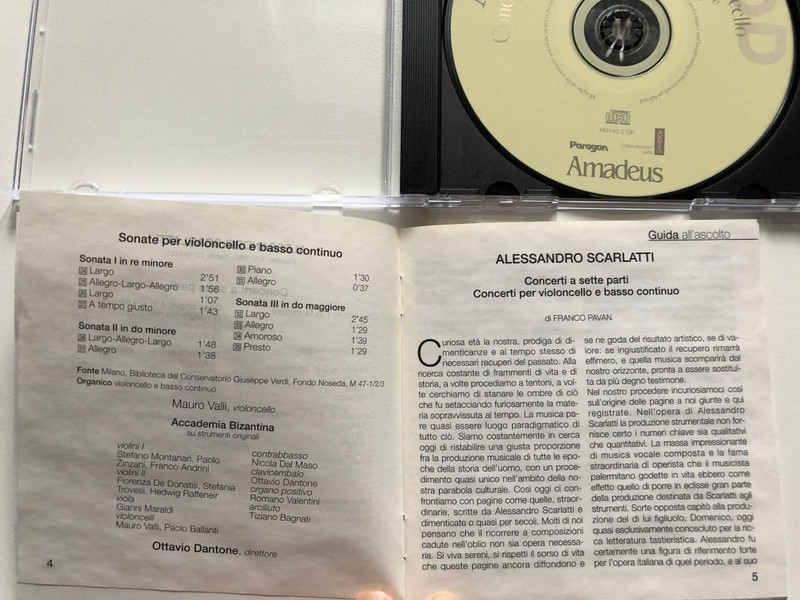 AM143-2 DP
Paragon
Amadeus
Sonate per violoncello e basso continuo
Sonata I in re minore
24 Largo 2'51
25 Allegro-Largo-Allegro 1'56
26 Largo 1'07
27 A tempo giusto 1'43
Sonata II in do minore
28 Largo-Allegro-Largo 1'48
29 Allegro 1'38
30 Piano 1'30
31 Allegro 0'37
Sonata III in do maggiore
32 Largo 2'45
33 Allegro 1'29
34 Amoroso 1'39
35 Presto 1'29
Fonte Milano, Biblioteca del Conservatorio Giuseppe Verdi, Fondo Noseda, M 47-1/2/3
Organico violoncello e basso continuo
Mauro Valli, violoncello
Accademia Bizantina
su strumenti originali
violini I
Stefano Montanari, Paolo
Zinzani, Franco Andrini
violini II
Fiorenza De Donatis, Stefania
Trovesi, Hedwig Raffeneir
viola
Gianni Maraldi
violoncelli
Mauro Valli, Paolo Ballanti
contrabbasso
Nicola Dal Maso
clavicembalo
Ottavio Dantone
organo positivo
Romano Valentini
arciliuto
Tiziano Bagnati
Ottavio Dantone, direttore
4
Guida all'ascolto
ALESSANDRO SCARLATTI
Concerti a sette parti
Concerti per violoncello e basso continuo
di FRANCO PAVAN
Curiosa età la nostra, prodiga di di-
menticanze e al tempo stesso di
necessari recuperi del passato. Alla
ricerca costante di frammenti di vita e di
storia, a volte procediamo a tentoni, a vol-
te cerchiamo di stanare le ombre di ciò
che fu setacciando furiosamente la mate-
ria sopravvissuta al tempo. La musica pa-
re quasi essere luogo paradigmatico di
tutto ciò. Siamo costantemente in cerca
oggi di ristabilire una giusta proporzione
fra la produzione musicale di tutte le epo-
che della storia dell'uomo, con un proce-
dimento quasi unico nell'ambito della no-
stra parabola culturale. Così oggi ci con-
frontiamo con pagine come quelle, straor-
dinarie, scritte da Alessandro Scarlatti e
dimenticate o quasi per secoli. Molti di noi
pensano che il ricorrere a composizioni
cadute nell'oblio non sia opera necessa-
ria. Si viva sereni, si rispetti il sorso di vita
che queste pagine ancora diffondono e
se ne goda del risultato artistico, se di va-
lore: se ingiustificato il recupero rimarrà
effimero, e quella musica scomparirà dal
nostro orizzonte, pronta a essere sostitui-
ta da più degno testimone.
Nel nostro procedere incuriosiamoci così
sull'origine delle pagine a noi giunte e qui
registrate. Nell'opera di Alessandro
Scarlatti la produzione strumentale non for-
nisce certo i numeri chiave sia qualitativi
che quantitativi. La massa impressionante
di musica vocale composta e la fama
straordinaria di operista che il musicista
palermitano godette in vita ebbero come
effetto quello di porre in eclisse gran parte
della produzione destinata da Scarlatti agli
strumenti. Sorte opposta capitò alla produ-
zione del di lui figliuolo, Domenico, oggi
quasi esclusivamente conosciuto per la ric-
ca letteratura tastieristica. Alessandro fu
certamente una figura di riferimento forte
per l'opera italiana di quel periodo, e al suo
5